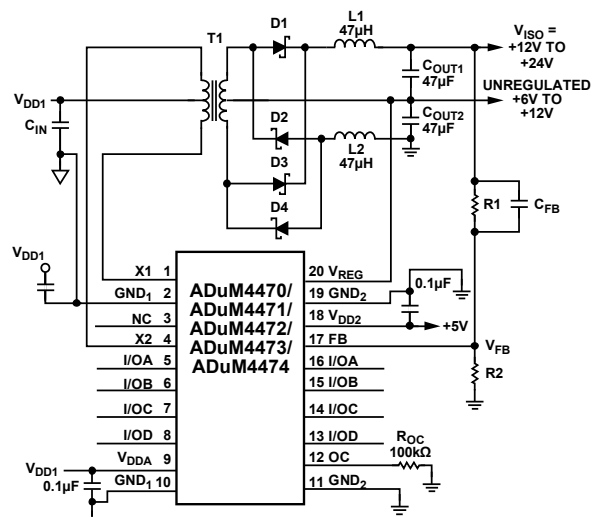 T1
D1
L1
47µH
V_ISO =
+12V TO
+24V
C_OUT1
47µF
UNREGULATED
+6V TO
+12V
V_DD1
C_IN
D2
D3
D4
L2
47µH
C_OUT2
47µF
R1
C_FB
V_DD1
X1 1
GND_1 2
NC 3
X2 4
I/OA 5
I/OB 6
I/OC 7
I/OD 8
V_DDA 9
GND_1 10
V_DD1
0.1µF
ADuM4470/
ADuM4471/
ADuM4472/
ADuM4473/
ADuM4474
20 V_REG
19 GND_2
18 V_DD2
17 FB
16 I/OA
15 I/OB
14 I/OC
13 I/OD
12 OC
11 GND_2
0.1µF
+5V
V_FB
R2
R_OC
100kΩ